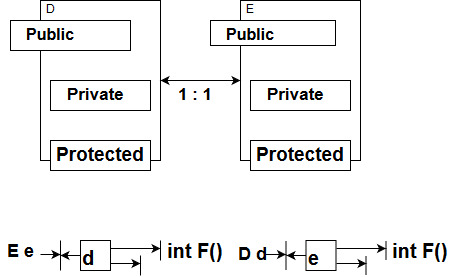 D
E
Public
Public
Private
1 : 1
Private
Protected
Protected
E e
d
int F()
D d
e
int F()